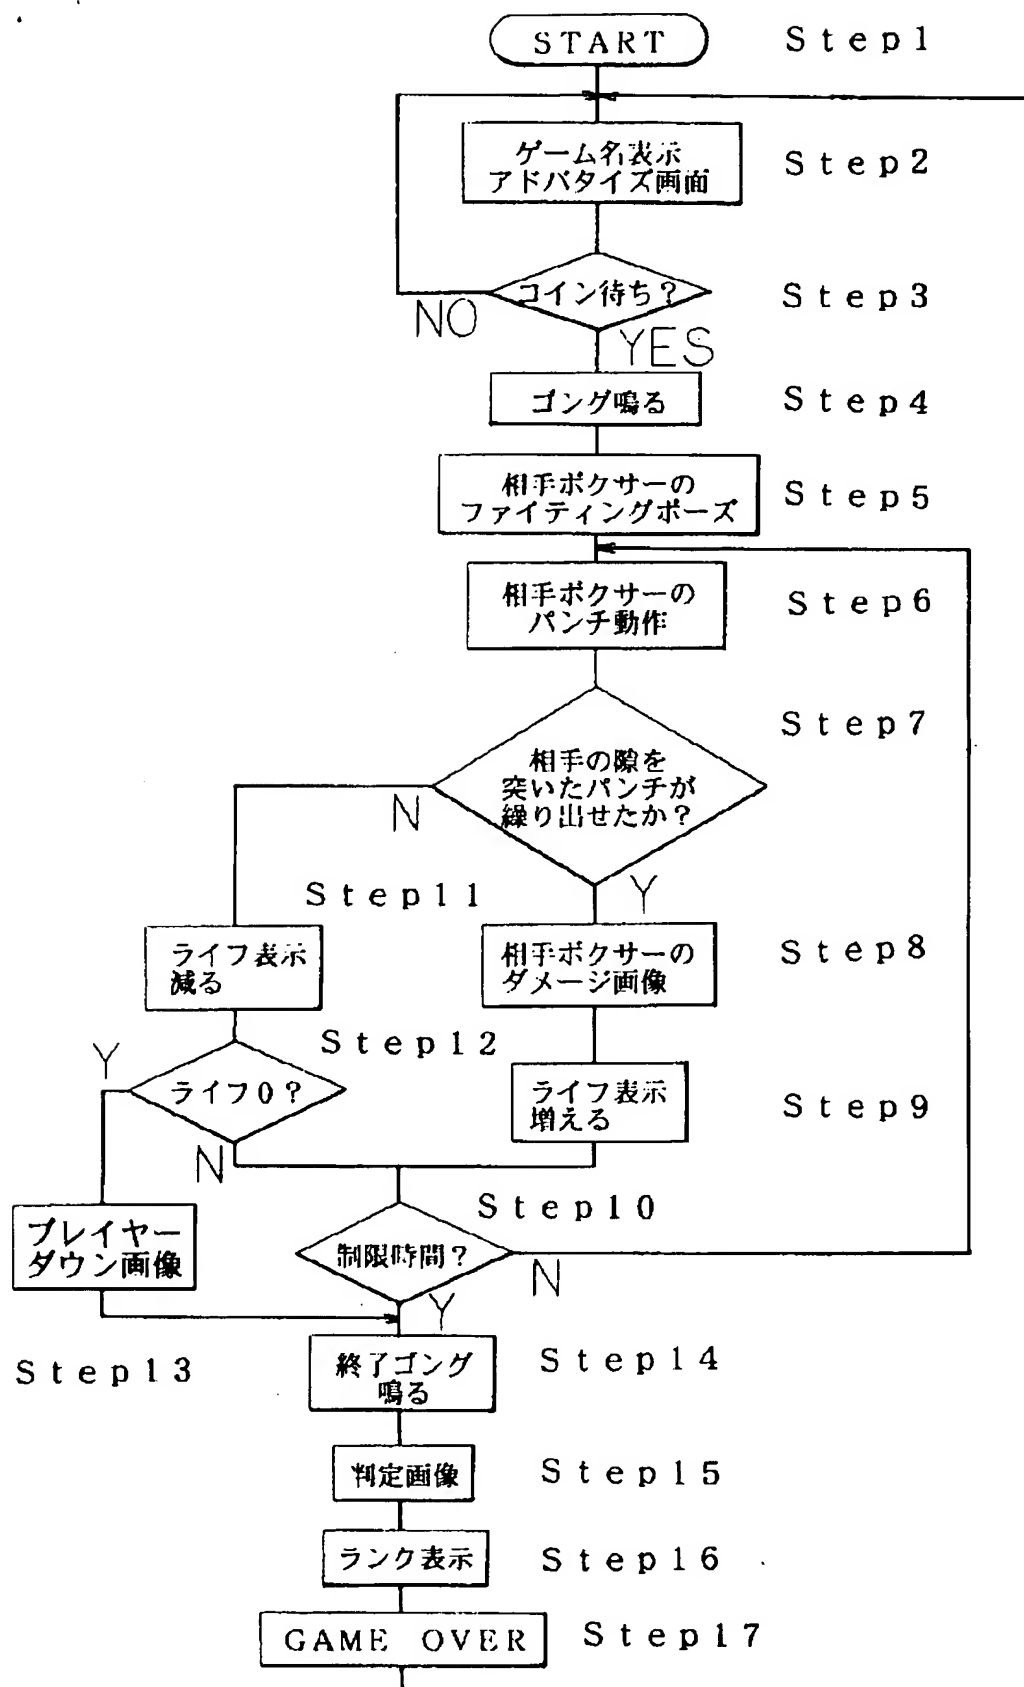 START
Step1
ゲーム名表示
アドバタイズ画面
Step2
コイン待ち?
Step3
NO
YES
ゴング鳴る
Step4
相手ボクサーの
ファイティングポーズ
Step5
相手ボクサーの
パンチ動作
Step6
相手の隙を
突いたパンチが
繰り出せたか?
Step7
N
Y
Step11
ライフ表示
減る
相手ボクサーの
ダメージ画像
Step8
Step12
Y
ライフ0?
N
ライフ表示
増える
Step9
Step10
プレイヤー
ダウン画像
制限時間?
N
Y
Step13
終了ゴング
鳴る
Step14
判定画像
Step15
ランク表示
Step16
GAME OVER
Step17